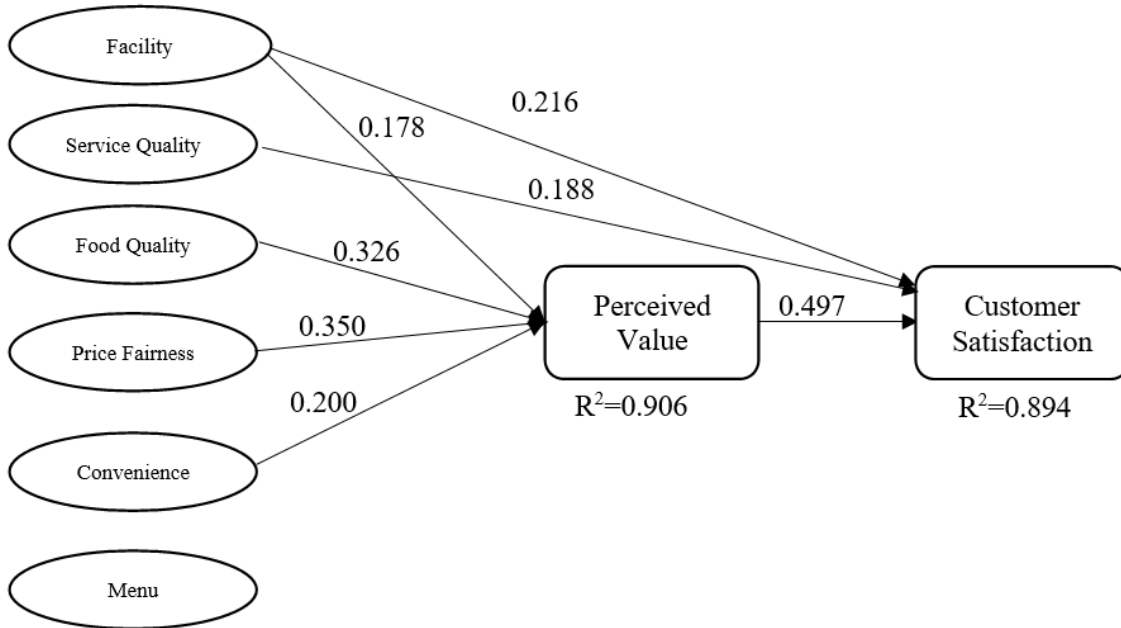 Facility
0.216
0.178
Service Quality
0.188
Food Quality
0.326
Perceived
Value
0.497
Customer
Satisfaction
Price Fairness
0.350
0.200
R²=0.906
R²=0.894
Convenience
Menu